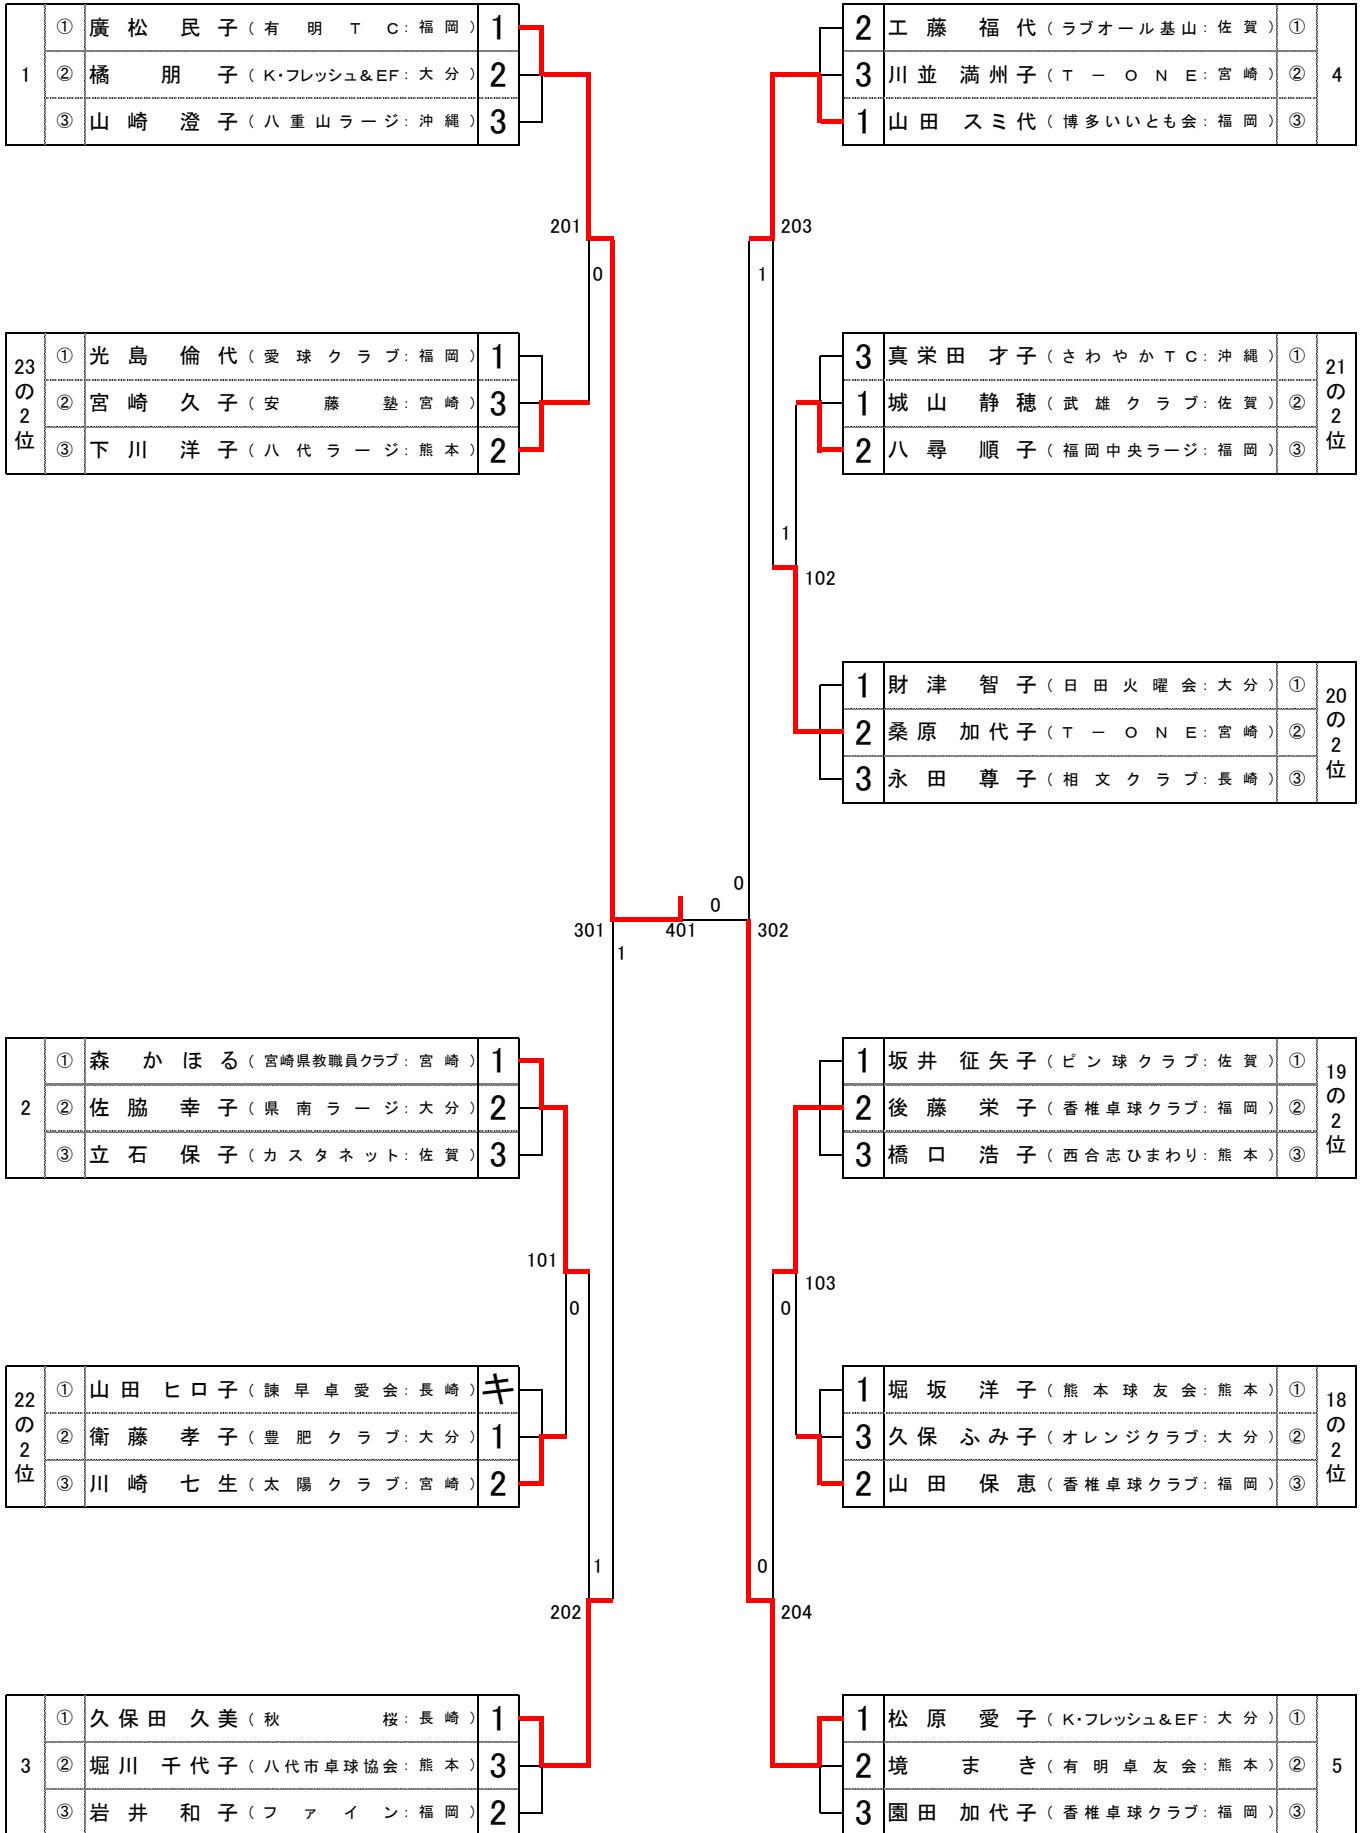 1
① 廣松 民子 (有明TC:福岡) 1
② 橘 朋子 (K・フレッシュ&EF:大分) 2
③ 山崎 澄子 (八重山ラージ:沖縄) 3
2 工藤 福代 (ラブオール基山:佐賀) ①
3 川並 満州子 (T－ONE:宮崎) ②
1 山田 スミ代 (博多いいとも会:福岡) ③
4
201
0
203
1
23の2位
① 光島 倫代 (愛球クラブ:福岡) 1
② 宮崎 久子 (安藤塾:宮崎) 3
③ 下川 洋子 (八代ラージ:熊本) 2
3 真栄田 才子 (さわやかTC:沖縄) ①
1 城山 静穂 (武雄クラブ:佐賀) ②
2 八尋 順子 (福岡中央ラージ:福岡) ③
21の2位
1
102
1 財津 智子 (日田火曜会:大分) ①
2 桑原 加代子 (T－ONE:宮崎) ②
3 永田 尊子 (相文クラブ:長崎) ③
20の2位
0
0
301
401
302
1
2
① 森 かほる (宮崎県教職員クラブ:宮崎) 1
② 佐脇 幸子 (県南ラージ:大分) 2
③ 立石 保子 (カスタネット:佐賀) 3
1 坂井 征矢子 (ピン球クラブ:佐賀) ①
2 後藤 栄子 (香椎卓球クラブ:福岡) ②
3 橋口 浩子 (西合志ひまわり:熊本) ③
19の2位
101
0
103
0
22の2位
① 山田 ヒロ子 (諫早卓愛会:長崎) キ
② 衛藤 孝子 (豊肥クラブ:大分) 1
③ 川崎 七生 (太陽クラブ:宮崎) 2
1 堀坂 洋子 (熊本球友会:熊本) ①
3 久保 ふみ子 (オレンジクラブ:大分) ②
2 山田 保恵 (香椎卓球クラブ:福岡) ③
18の2位
1
202
0
204
3
① 久保田 久美 (秋桜:長崎) 1
② 堀川 千代子 (八代市卓球協会:熊本) 3
③ 岩井 和子 (ファイン:福岡) 2
1 松原 愛子 (K・フレッシュ&EF:大分) ①
2 境 まき (有明卓友会:熊本) ②
3 園田 加代子 (香椎卓球クラブ:福岡) ③
5